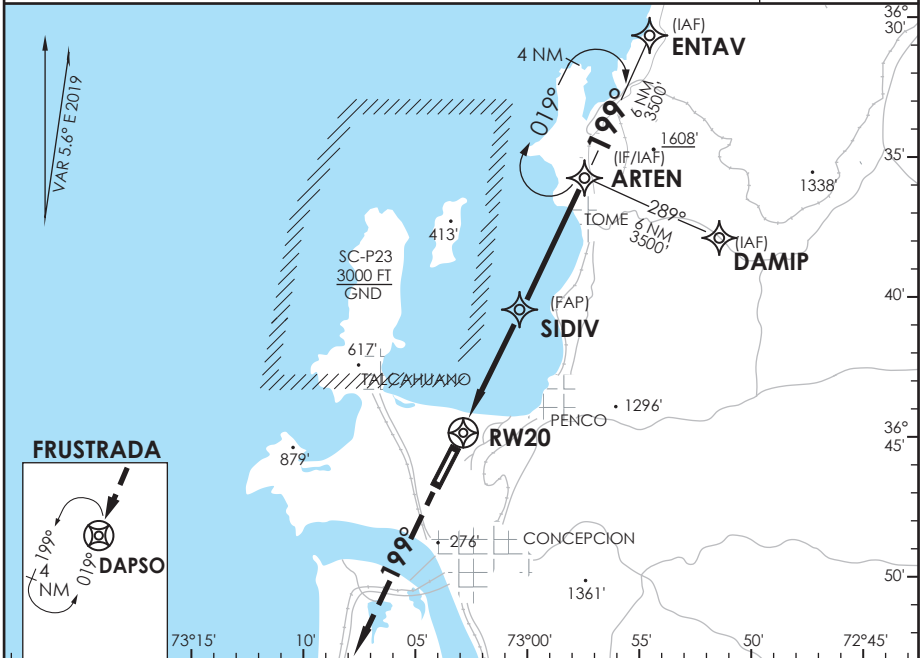 36°
30'
(IAF)
ENTAV
4 NM
019°
199°
6 NM
3500'
VAR 5.6° E 2019
1608'
(IF/IAF)
ARTEN
35'
1338'
289°
6 NM
3500'
TOME
(IAF)
DAMIP
413'
SC-P23
3000 FT
GND
40'
(FAP)
SIDIV
617'
TALCAHUANO
1296'
PENCO
RW20
36°
45'
879'
FRUSTRADA
199°
4
NM
019°
DAPSO
199°
276'
CONCEPCION
50'
1361'
73°15'
10'
05'
73°00'
55'
50'
72°45'